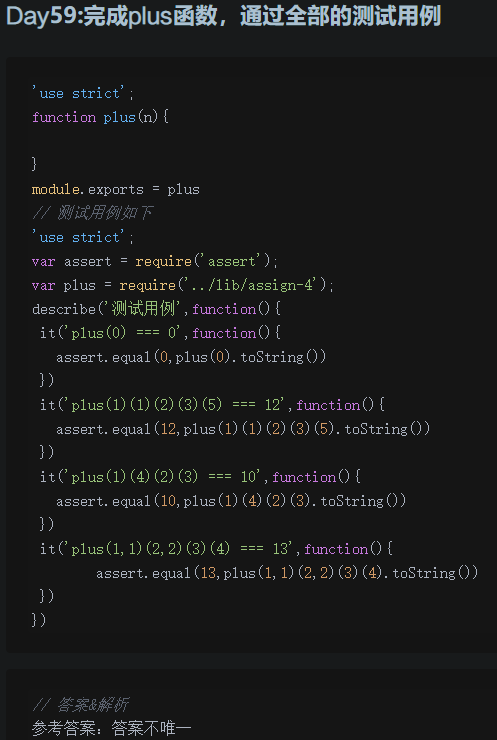 Day59:完成plus函数，通过全部的测试用例
'use strict';
function plus(n){
}
module.exports = plus
// 测试用例如下
'use strict';
var assert = require('assert');
var plus = require('../lib/assign-4');
describe('测试用例',function(){
it('plus(0) === 0',function(){
assert.equal(0,plus(0).toString())
})
it('plus(1)(1)(2)(3)(5) === 12',function(){
assert.equal(12,plus(1)(1)(2)(3)(5).toString())
})
it('plus(1)(4)(2)(3) === 10',function(){
assert.equal(10,plus(1)(4)(2)(3).toString())
})
it('plus(1,1)(2,2)(3)(4) === 13',function(){
assert.equal(13,plus(1,1)(2,2)(3)(4).toString())
})
})
// 答案&解析
参考答案：答案不唯一